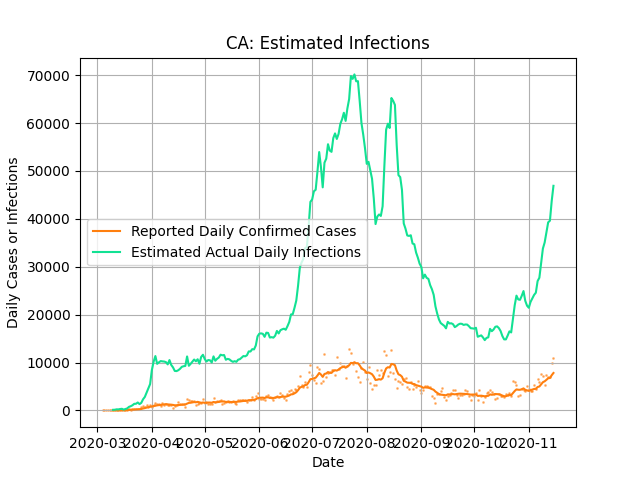 CA: Estimated Infections
Daily Cases or Infections
70000
60000
50000
40000
30000
20000
10000
0
Reported Daily Confirmed Cases
Estimated Actual Daily Infections
2020-03 2020-04 2020-05 2020-06 2020-07 2020-08 2020-09 2020-10 2020-11
Date